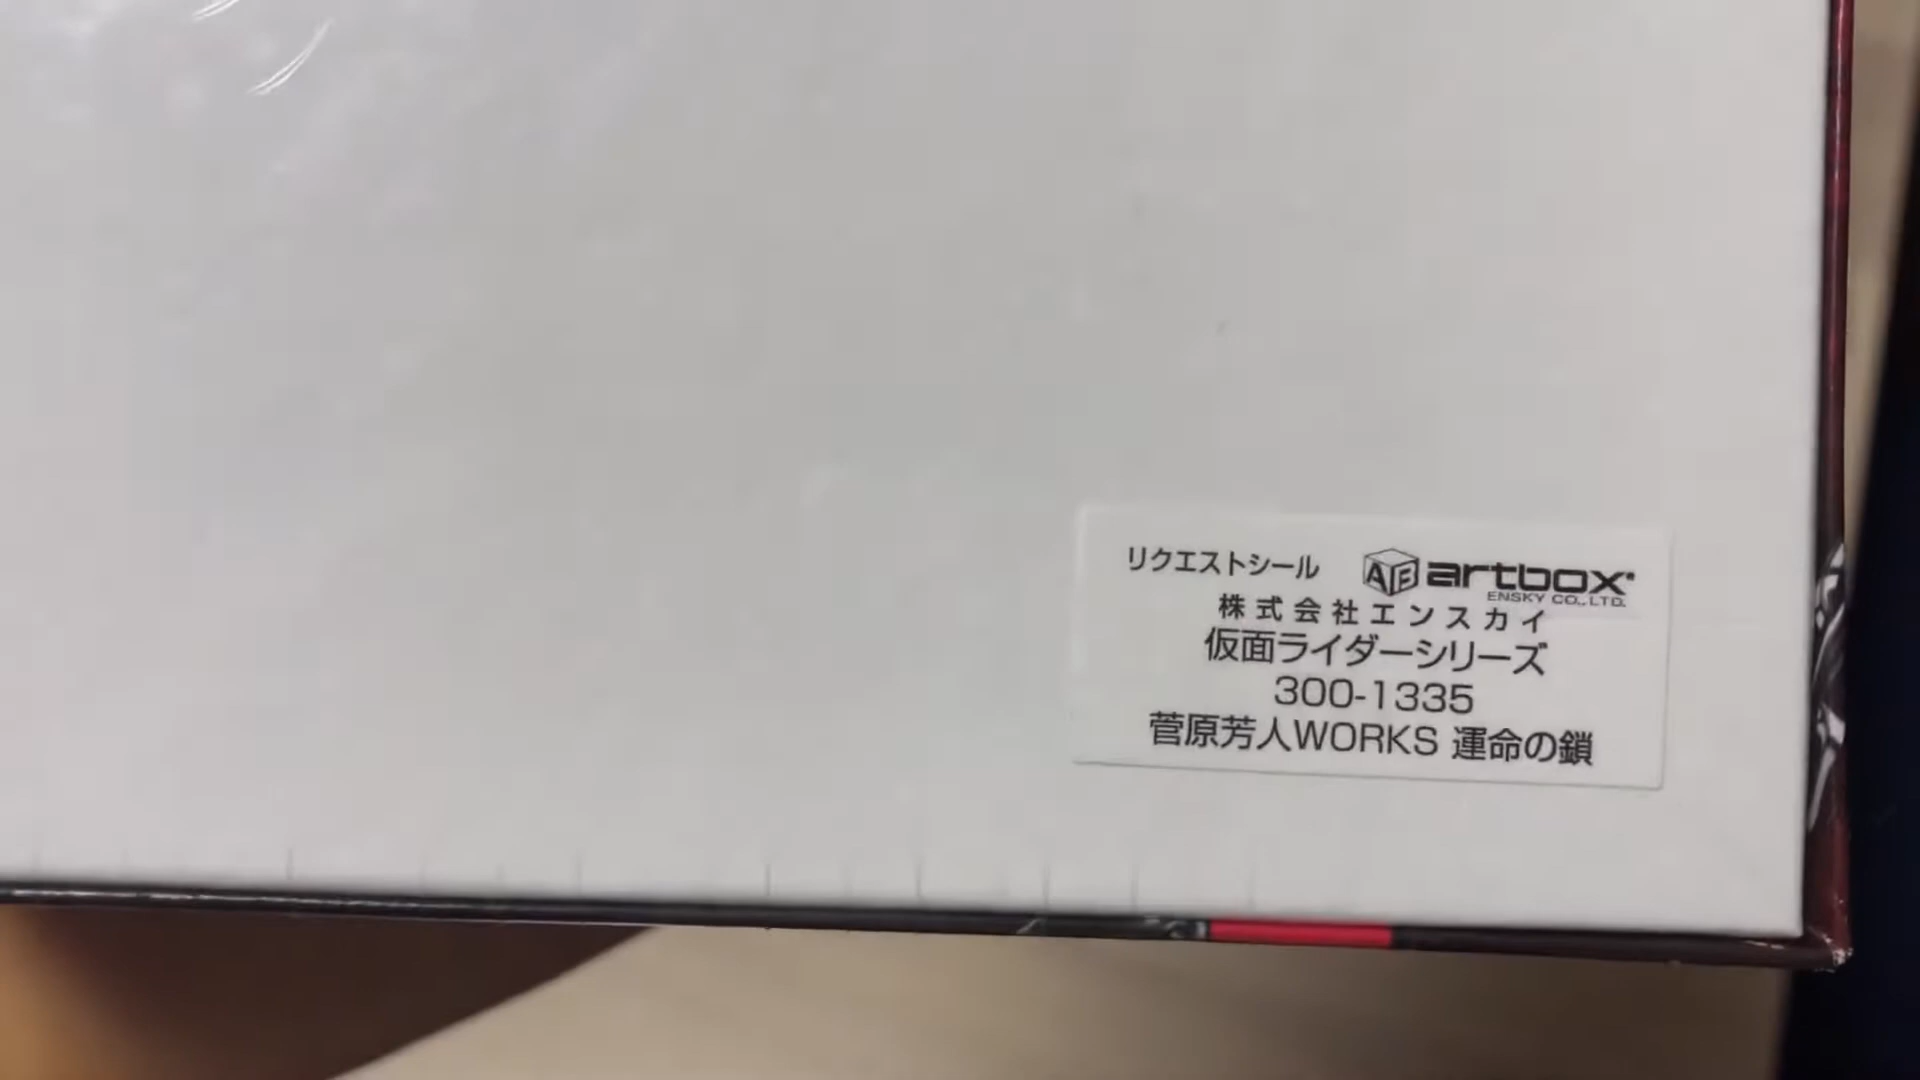 リクエストシール AB artbox
ENSKY CO.,LTD.
株式会社エンスカイ
仮面ライダーシリーズ
300-1335
菅原芳人WORKS 運命の鎖